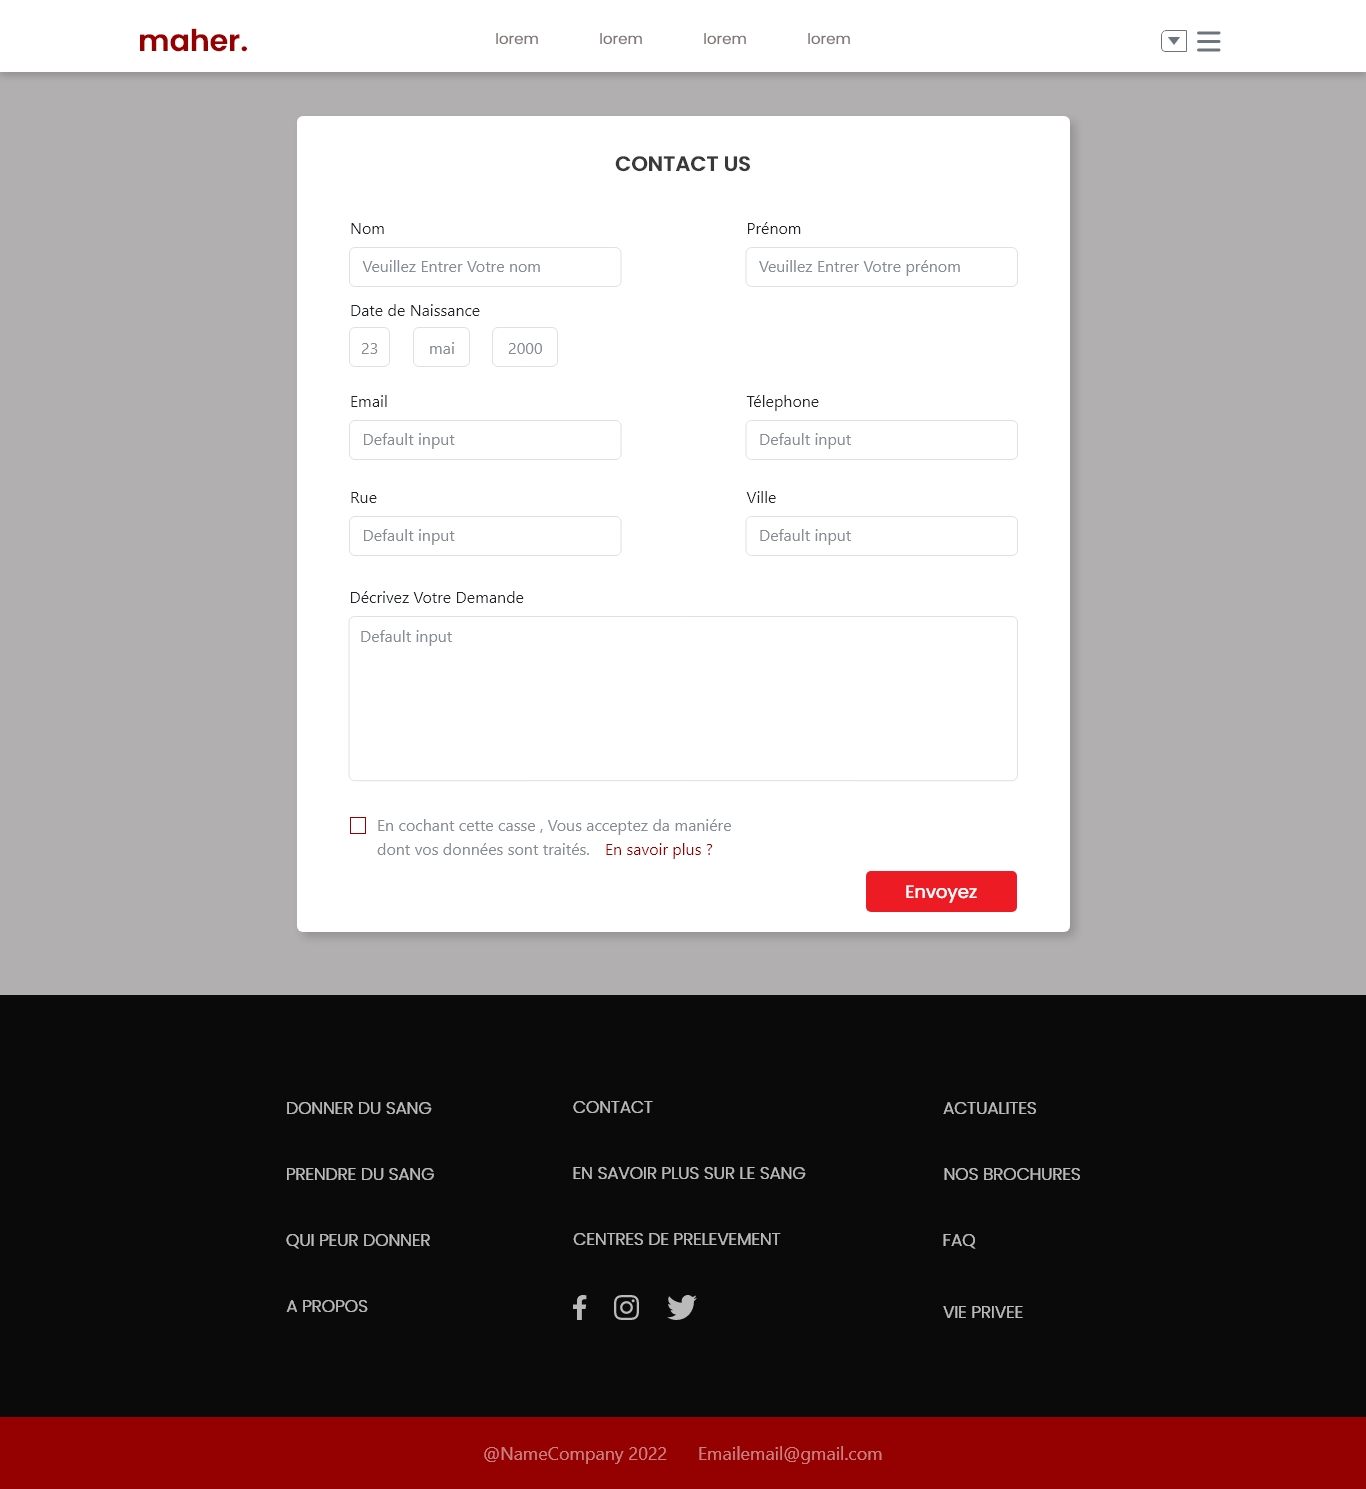 maher.
lorem
lorem
lorem
lorem
CONTACT US
Nom
Prénom
Veuillez Entrer Votre nom
Veuillez Entrer Votre prénom
Date de Naissance
23
mai
2000
Email
Télephone
Default input
Default input
Rue
Ville
Default input
Default input
Décrivez Votre Demande
Default input
En cochant cette casse , Vous acceptez da maniére
dont vos données sont traités. En savoir plus ?
Envoyez
DONNER DU SANG
CONTACT
ACTUALITES
PRENDRE DU SANG
EN SAVOIR PLUS SUR LE SANG
NOS BROCHURES
QUI PEUR DONNER
CENTRES DE PRELEVEMENT
FAQ
A PROPOS
VIE PRIVEE
@NameCompany 2022
Emailemail@gmail.com